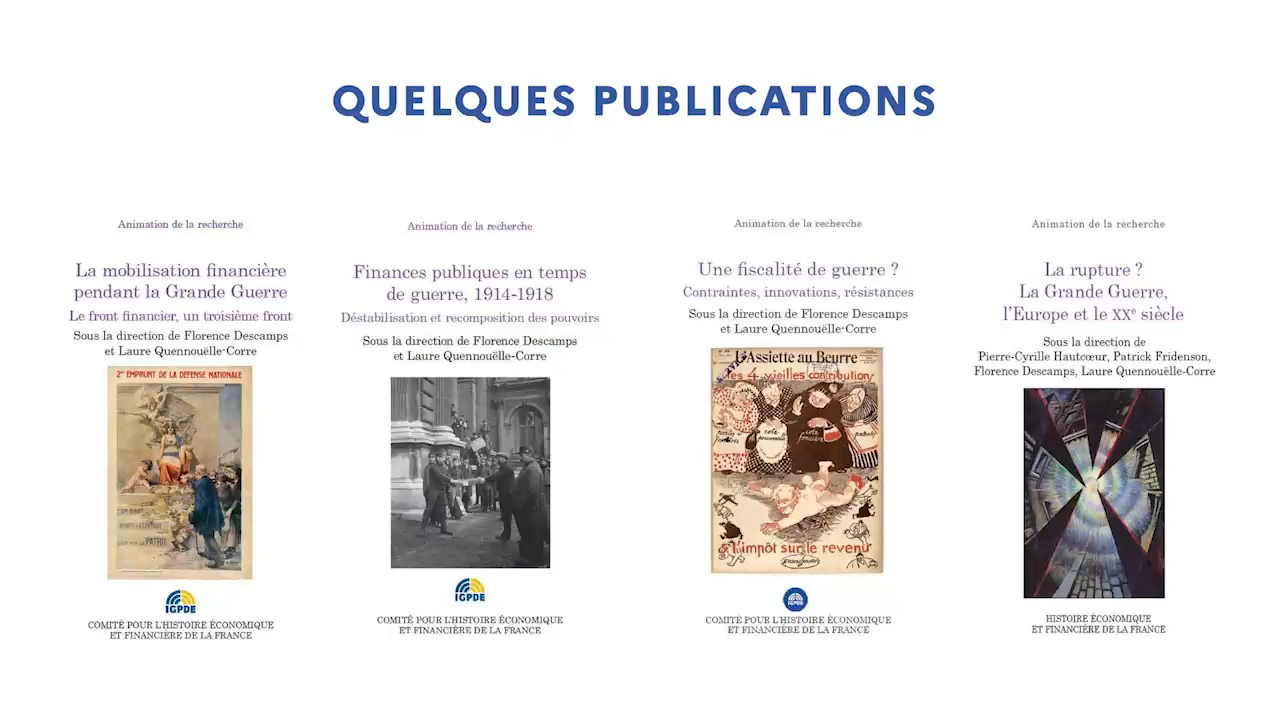 QUELQUES PUBLICATIONS
Animation de la recherche
La mobilisation financière
pendant la Grande Guerre
Le front financier, un troisième front
Sous la direction de Florence Descamps
et Laure Quennouëlle-Corre
2e EMPRUNT DE LA DÉFENSE NATIONALE
IGPDE
COMITÉ POUR L'HISTOIRE ÉCONOMIQUE
ET FINANCIÈRE DE LA FRANCE
Animation de la recherche
Finances publiques en temps
de guerre, 1914-1918
Déstabilisation et recomposition des pouvoirs
Sous la direction de Florence Descamps
et Laure Quennouëlle-Corre
IGPDE
COMITÉ POUR L'HISTOIRE ÉCONOMIQUE
ET FINANCIÈRE DE LA FRANCE
Animation de la recherche
Une fiscalité de guerre ?
Contraintes, innovations, résistances
Sous la direction de Florence Descamps
et Laure Quennouëlle-Corre
L'Assiette au Beurre
les 4 vieilles contribution
cote
personnelle
cote
foncière
& l'impôt sur le revenu
IGPDE
COMITÉ POUR L'HISTOIRE ÉCONOMIQUE
ET FINANCIÈRE DE LA FRANCE
Animation de la recherche
La rupture ?
La Grande Guerre,
l'Europe et le XXe siècle
Sous la direction de
Pierre-Cyrille Hautcœur, Patrick Fridenson,
Florence Descamps, Laure Quennouëlle-Corre
HISTOIRE ÉCONOMIQUE
ET FINANCIÈRE DE LA FRANCE